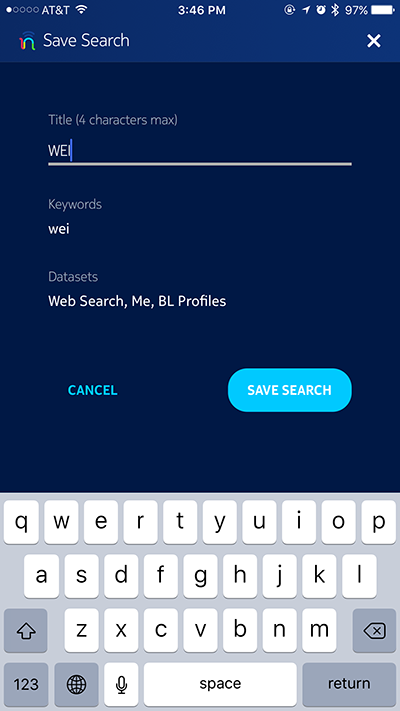 AT&T 3:46 PM 97%
Save Search
Title (4 characters max)
WEI
Keywords
wei
Datasets
Web Search, Me, BL Profiles
CANCEL SAVE SEARCH
q w e r t y u i o p
a s d f g h j k l
z x c v b n m
123 space return